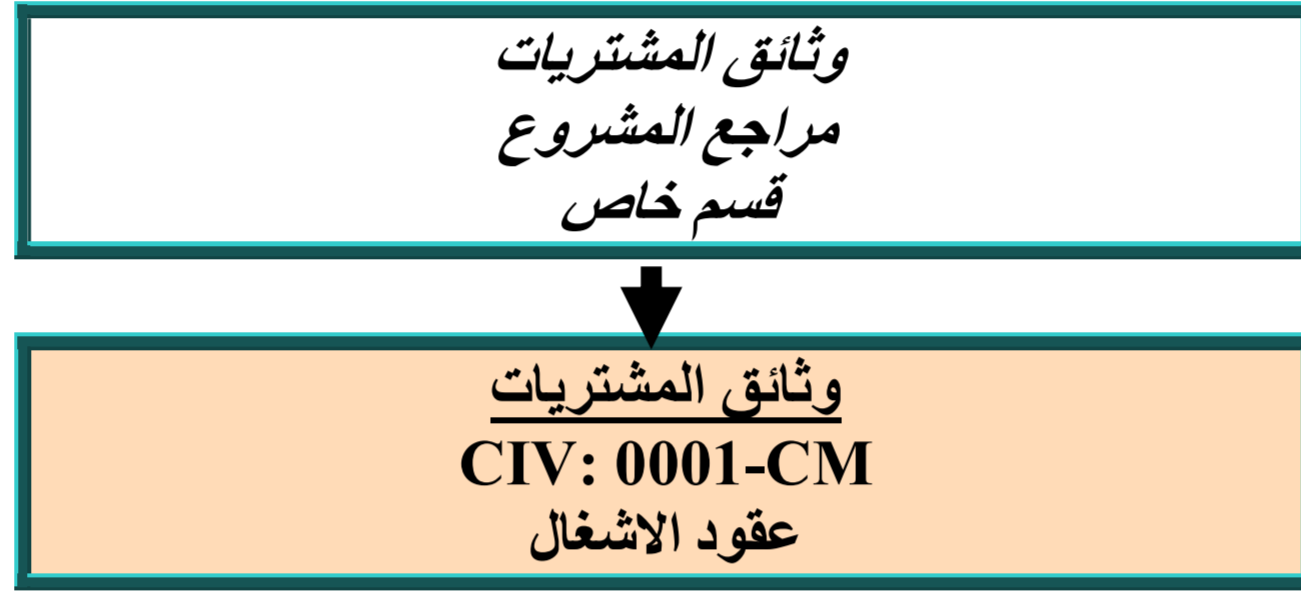 وثائق المشتريات
مراجع المشروع
قسم خاص
وثائق المشتريات
CIV: 0001-CM
عقود الاشغال